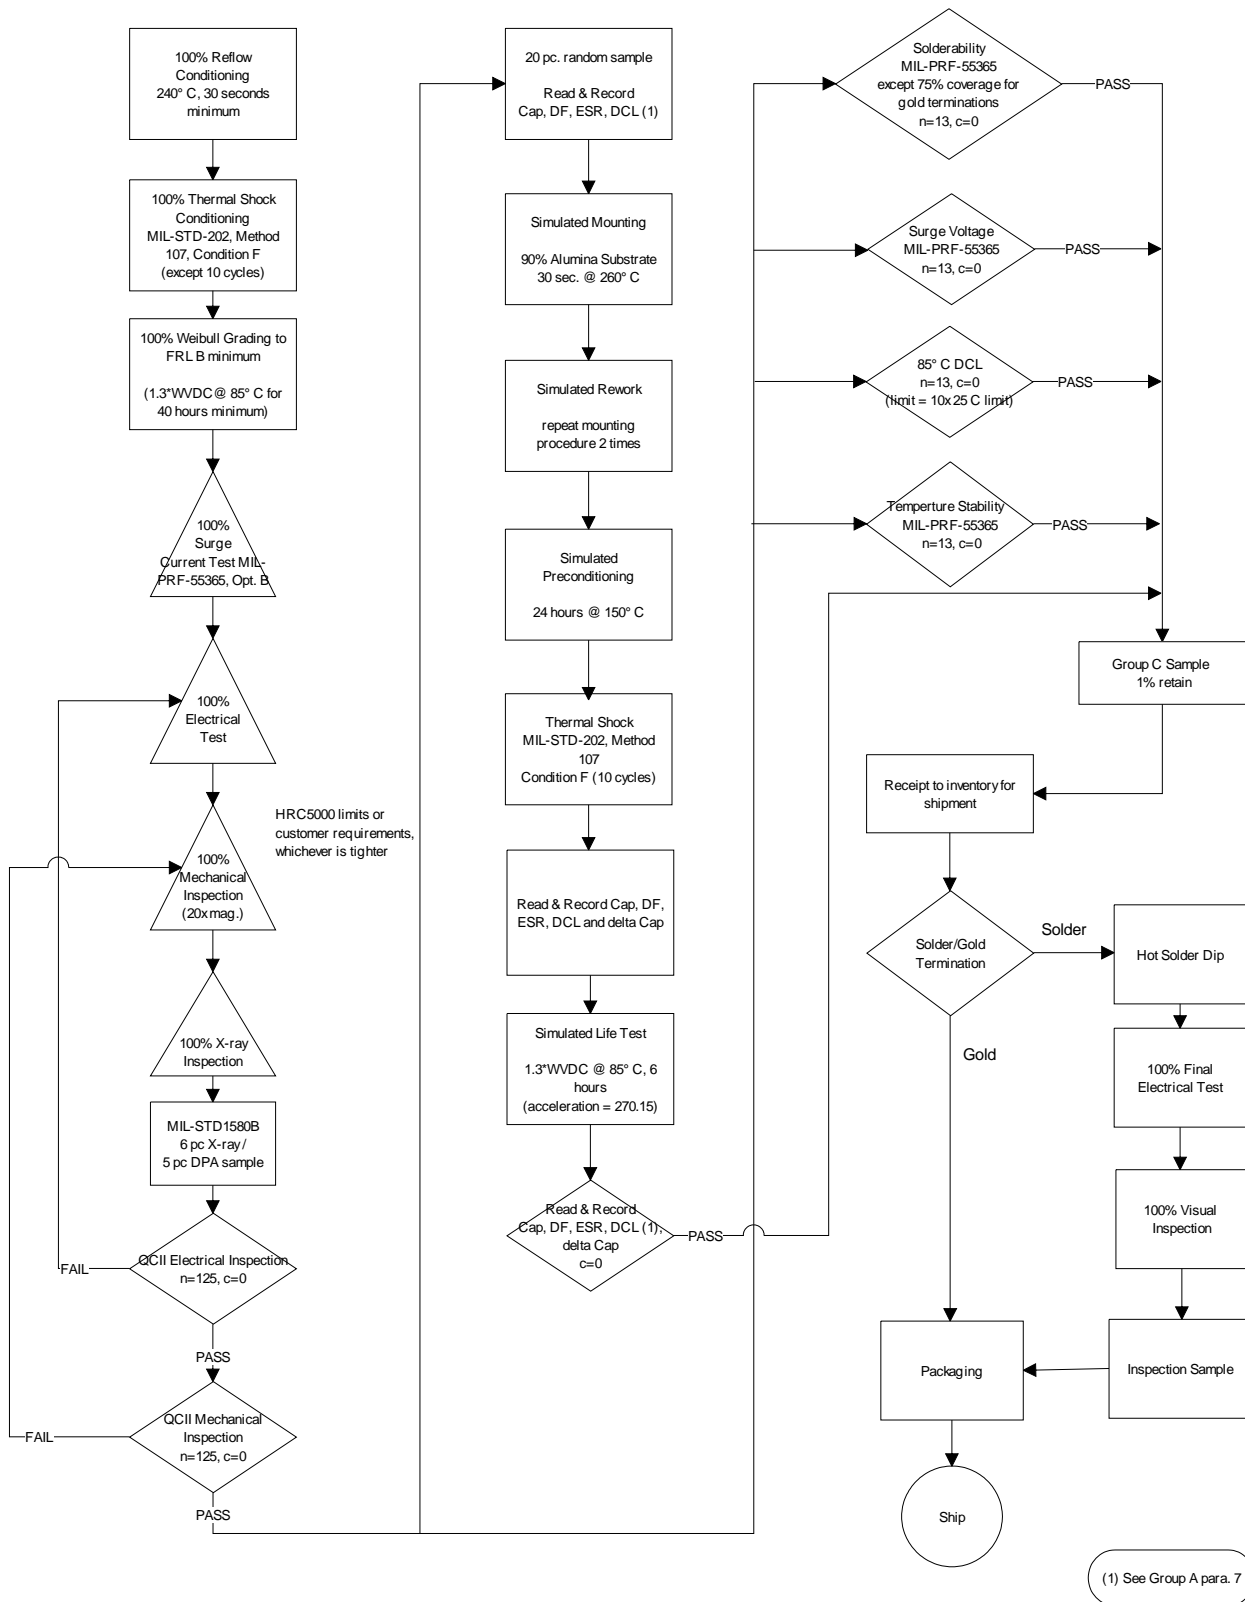 100% Reflow
Conditioning
240° C, 30 seconds
minimum
100% Thermal Shock
Conditioning
MIL-STD-202, Method
107, Condition F
(except 10 cycles)
100% Weibull Grading to
FRL B minimum
(1.3*WVDC@ 85° C for
40 hours minimum)
100%
Surge
Current Test MIL-
PRF-55365, Opt. B
100%
Electrical
Test
100%
Mechanical
Inspection
(20x mag.)
HRC5000 limits or
customer requirements,
whichever is tighter
100% X-ray
Inspection
MIL-STD1580B
6 pc X-ray/
5 pc DPA sample
QCII Electrical Inspection
n=125, c=0
FAIL
PASS
QCII Mechanical
Inspection
n=125, c=0
FAIL
PASS
20 pc. random sample
Read & Record
Cap, DF, ESR, DCL (1)
Simulated Mounting
90% Alumina Substrate
30 sec. @ 260° C
Simulated Rework
repeat mounting
procedure 2 times
Simulated
Preconditioning
24 hours @ 150° C
Thermal Shock
MIL-STD-202, Method
107
Condition F (10 cycles)
Read & Record Cap, DF,
ESR, DCL and delta Cap
Simulated Life Test
1.3*WVDC @ 85° C, 6
hours
(acceleration = 270.15)
Read & Record
Cap, DF, ESR, DCL (1),
delta Cap
c=0
PASS
Solderability
MIL-PRF-55365
except 75% coverage for
gold terminations
n=13, c=0
PASS
Surge Voltage
MIL-PRF-55365
n=13, c=0
PASS
85° C DCL
n=13, c=0
(limit = 10x 25 C limit)
PASS
Temperture Stability
MIL-PRF-55365
n=13, c=0
PASS
Group C Sample
1% retain
Receipt to inventory for
shipment
Solder/Gold
Termination
Solder
Gold
Hot Solder Dip
100% Final
Electrical Test
100% Visual
Inspection
Inspection Sample
Packaging
Ship
(1) See Group A para. 7